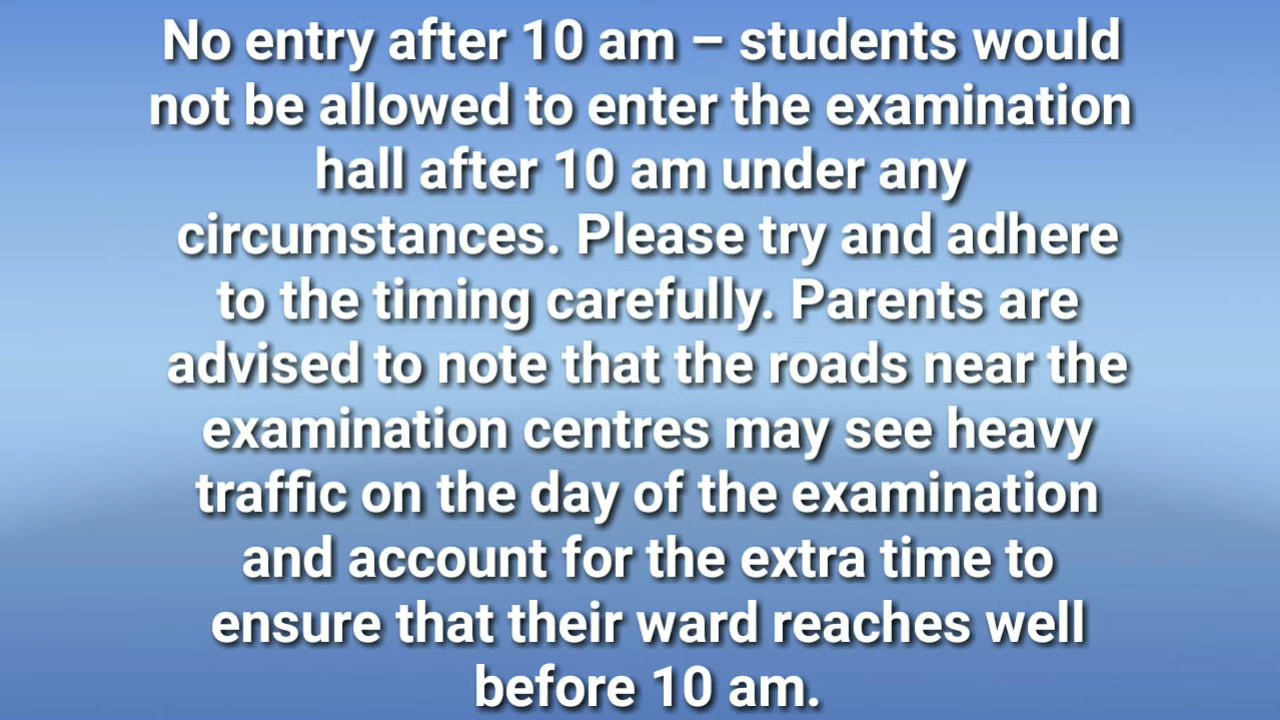 No entry after 10 am – students would
not be allowed to enter the examination
hall after 10 am under any
circumstances. Please try and adhere
to the timing carefully. Parents are
advised to note that the roads near the
examination centres may see heavy
traffic on the day of the examination
and account for the extra time to
ensure that their ward reaches well
before 10 am.